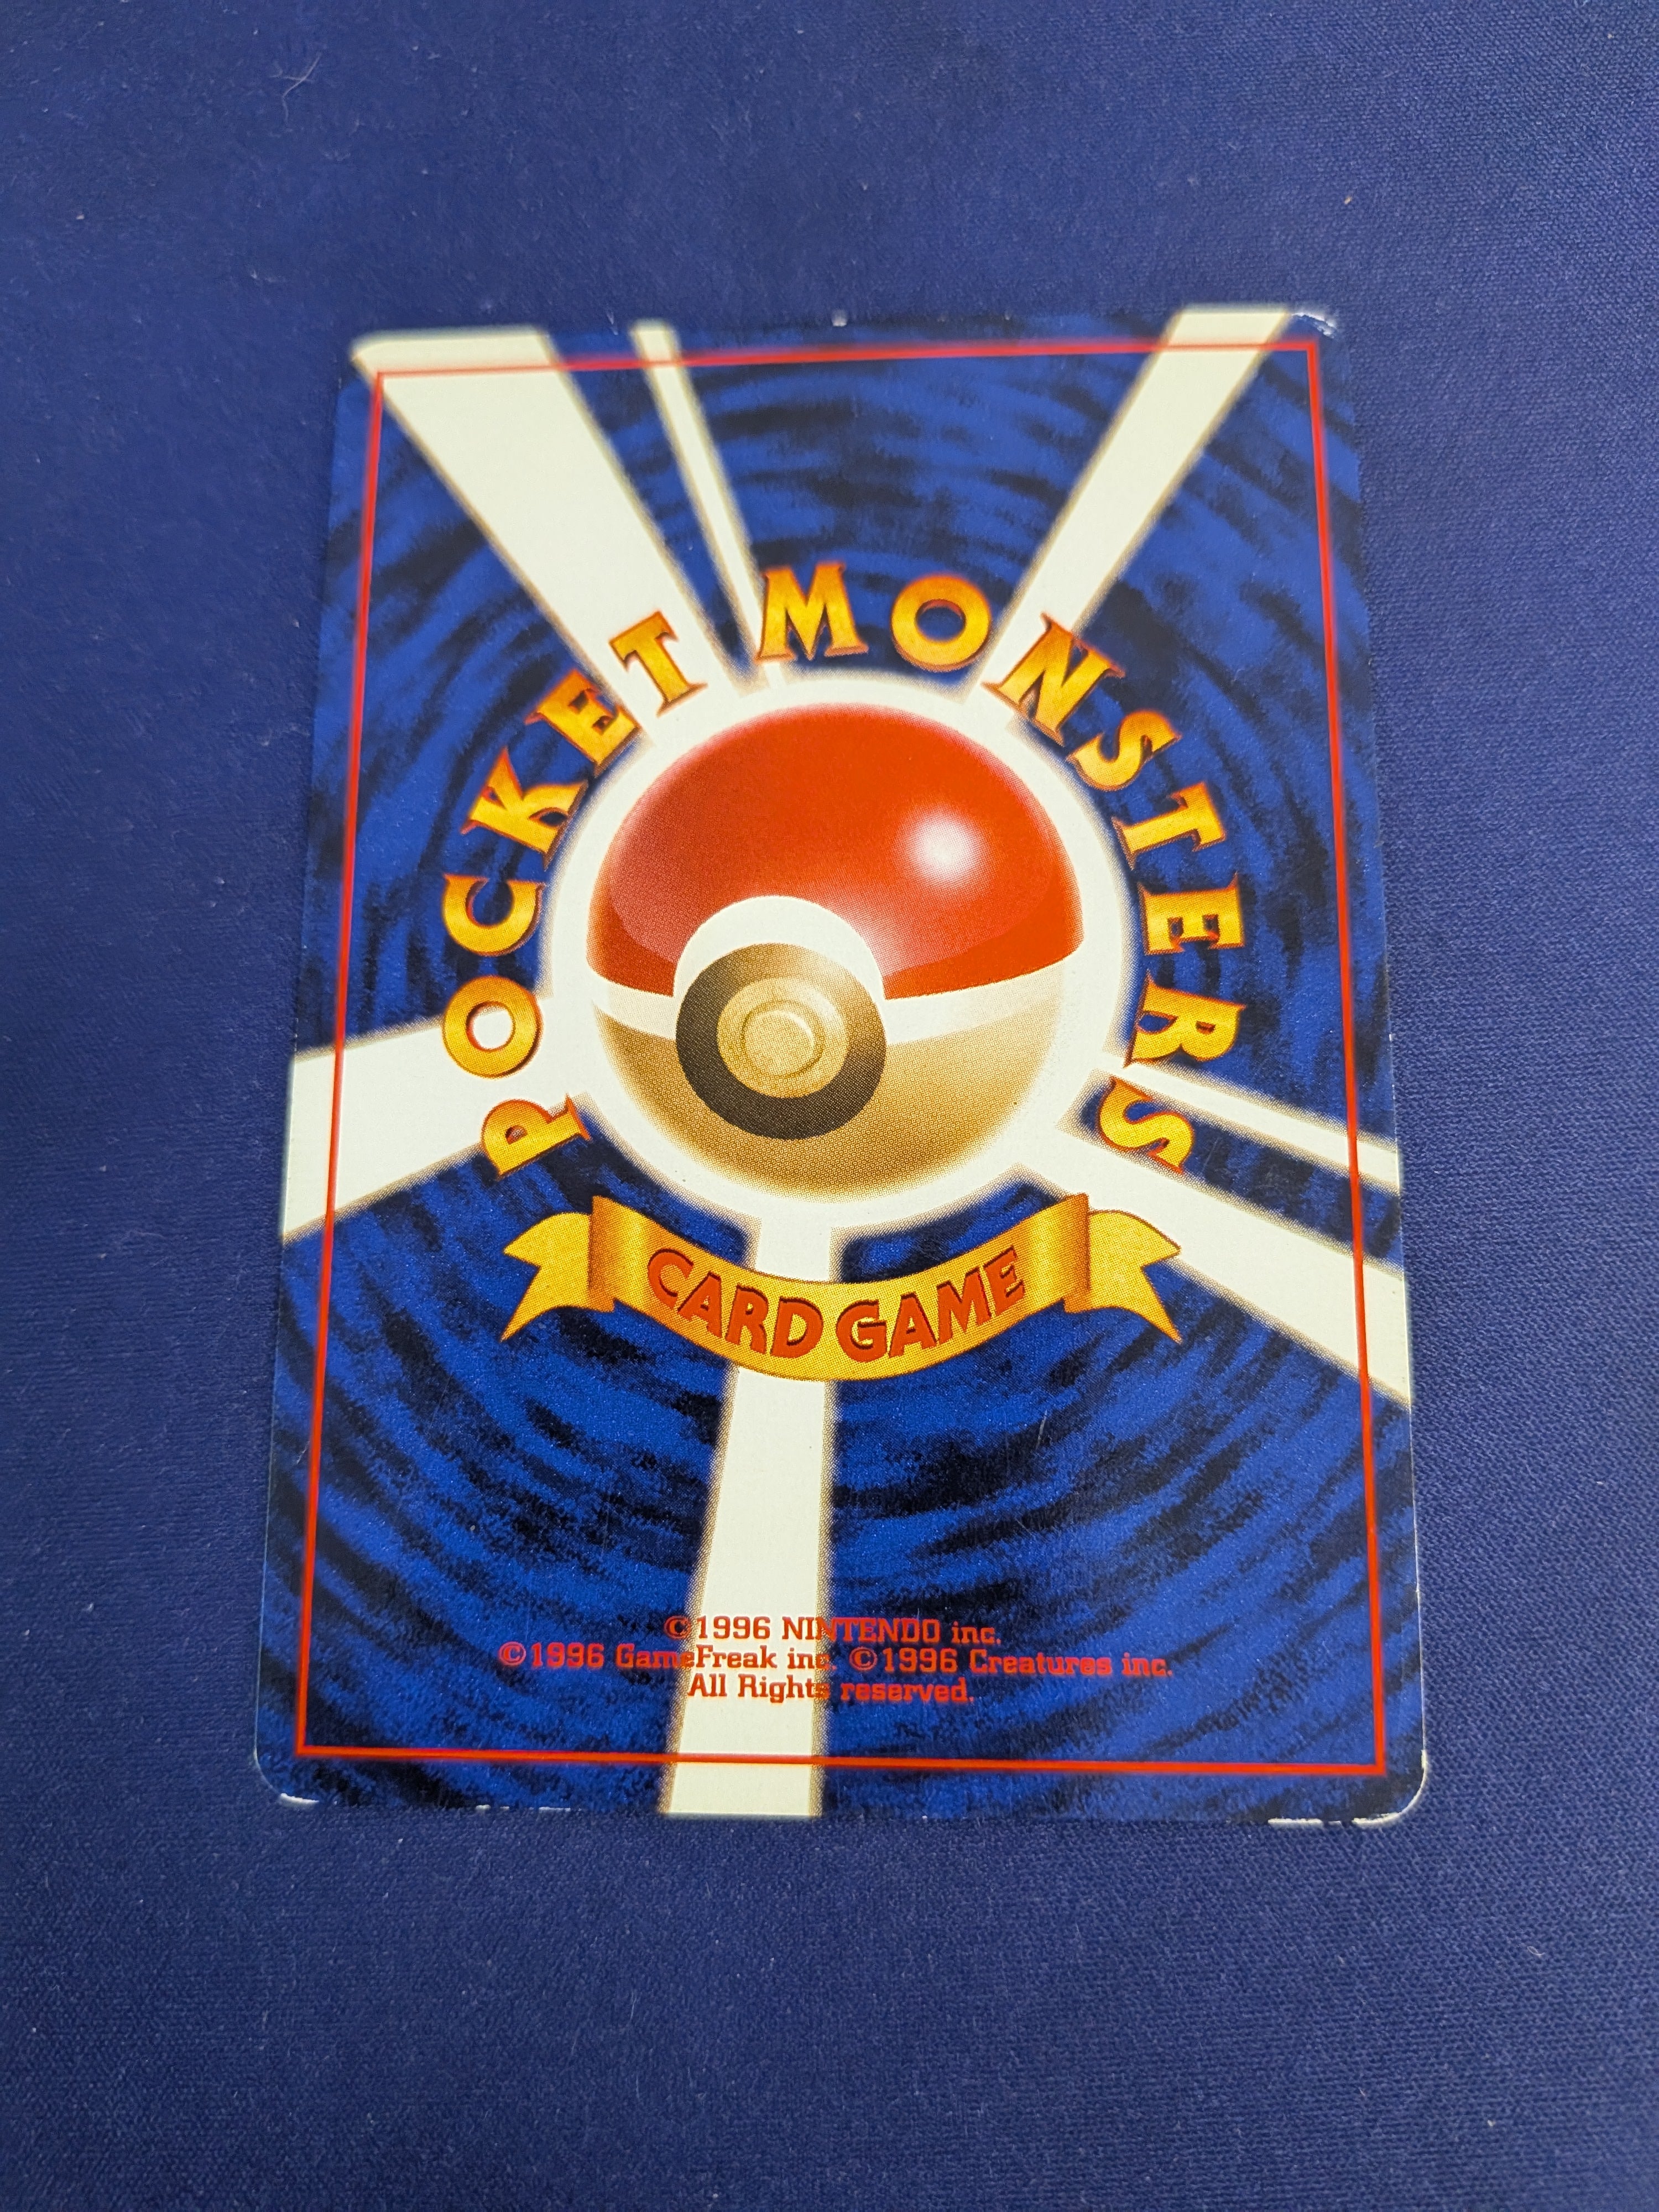 POCKET MONSTERS
CARD GAME
©1996 NINTENDO inc.
©1996 GameFreak inc. ©1996 Creatures inc.
All Rights reserved.